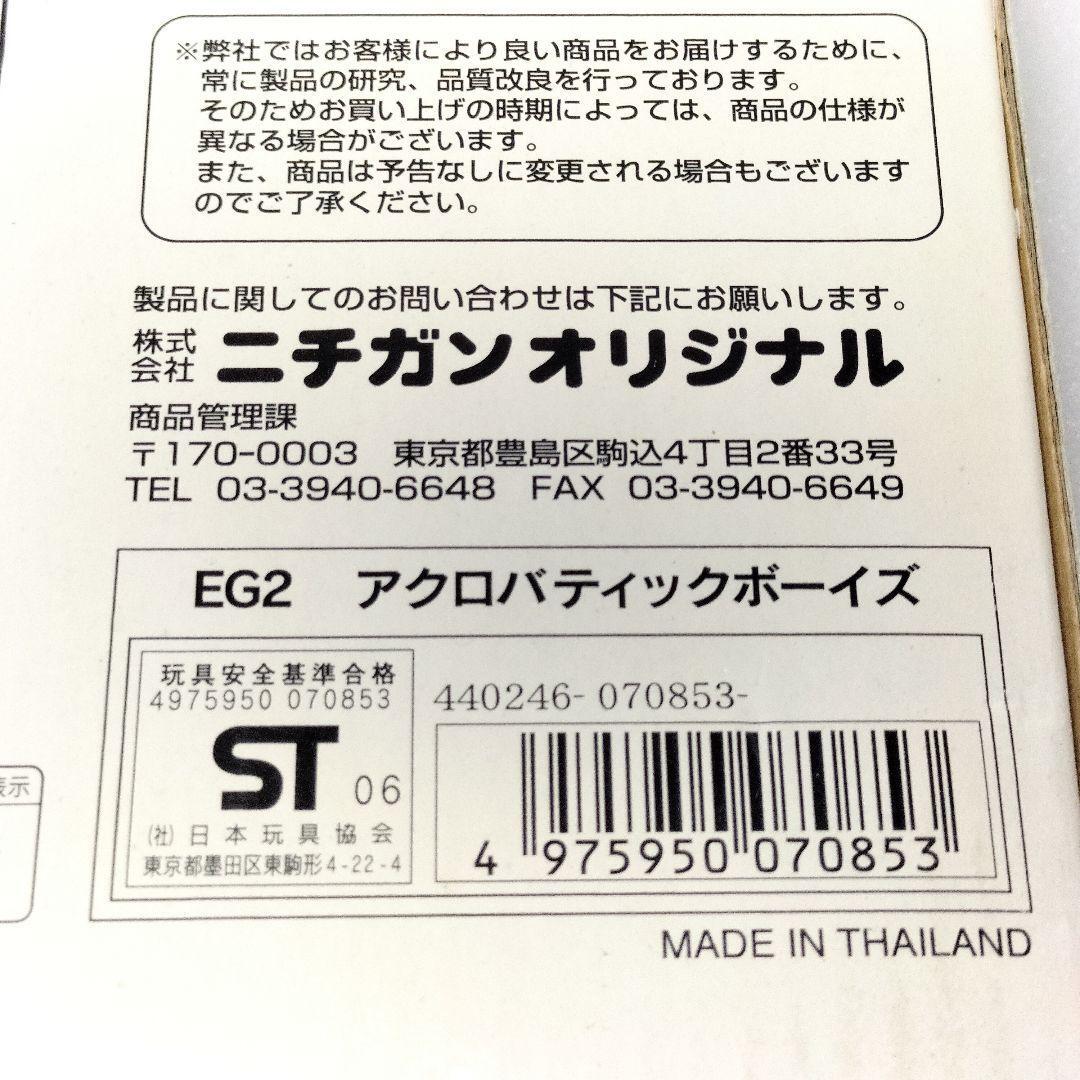 ※弊社ではお客様により良い商品をお届けするために、
常に製品の研究、品質改良を行っております。
そのためお買い上げの時期によっては、商品の仕様が
異なる場合がございます。
また、商品は予告なしに変更される場合もございます
のでご了承ください。
製品に関してのお問い合わせは下記にお願いします。
株式会社 ニチガンオリジナル
商品管理課
〒170-0003 東京都豊島区駒込4丁目2番33号
TEL 03-3940-6648 FAX 03-3940-6649
EG2 アクロバティックボーイズ
玩具安全基準合格
4975950 070853
ST 06
(社)日本玩具協会
東京都墨田区東駒形4-22-4
440246- 070853-
4 975950 070853
表示
MADE IN THAILAND